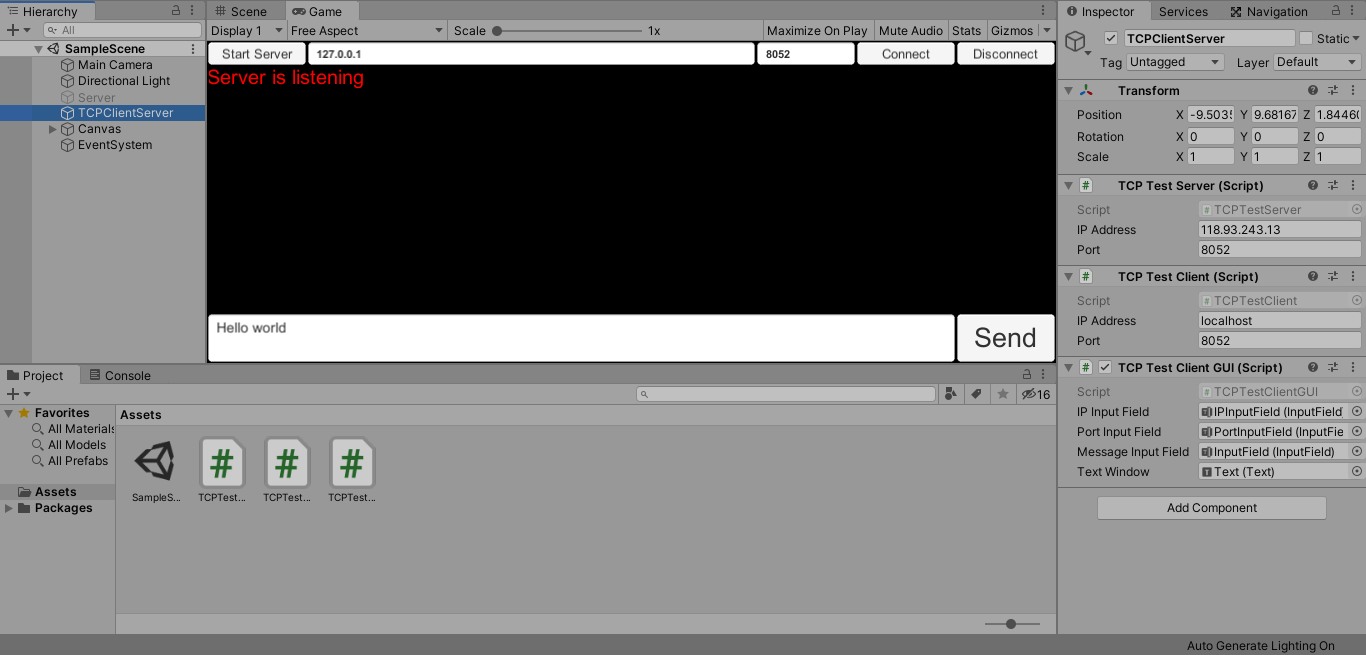 Hierarchy
All
SampleScene
Main Camera
Directional Light
Server
TCPClientServer
Canvas
EventSystem
Scene
Game
Display 1
Free Aspect
Scale
1x
Maximize On Play
Mute Audio
Stats
Gizmos
Start Server
127.0.0.1
8052
Connect
Disconnect
Server is listening
Hello world
Send
Project
Console
16
Favorites
All Materials
All Models
All Prefabs
Assets
Packages
Assets
SampleS...
TCPTest...
TCPTest...
TCPTest...
Inspector
Services
Navigation
TCPClientServer
Static
Tag Untagged
Layer Default
Transform
Position X -9.5035 Y 9.68167 Z 1.84460
Rotation X 0 Y 0 Z 0
Scale X 1 Y 1 Z 1
# TCP Test Server (Script)
Script # TCPTestServer
IP Address 118.93.243.13
Port 8052
# TCP Test Client (Script)
Script # TCPTestClient
IP Address localhost
Port 8052
# TCP Test Client GUI (Script)
Script # TCPTestClientGUI
IP Input Field IPInputField (InputField
Port Input Field PortInputField (InputFie
Message Input Field InputField (InputField)
Text Window Text (Text)
Add Component
Auto Generate Lighting On